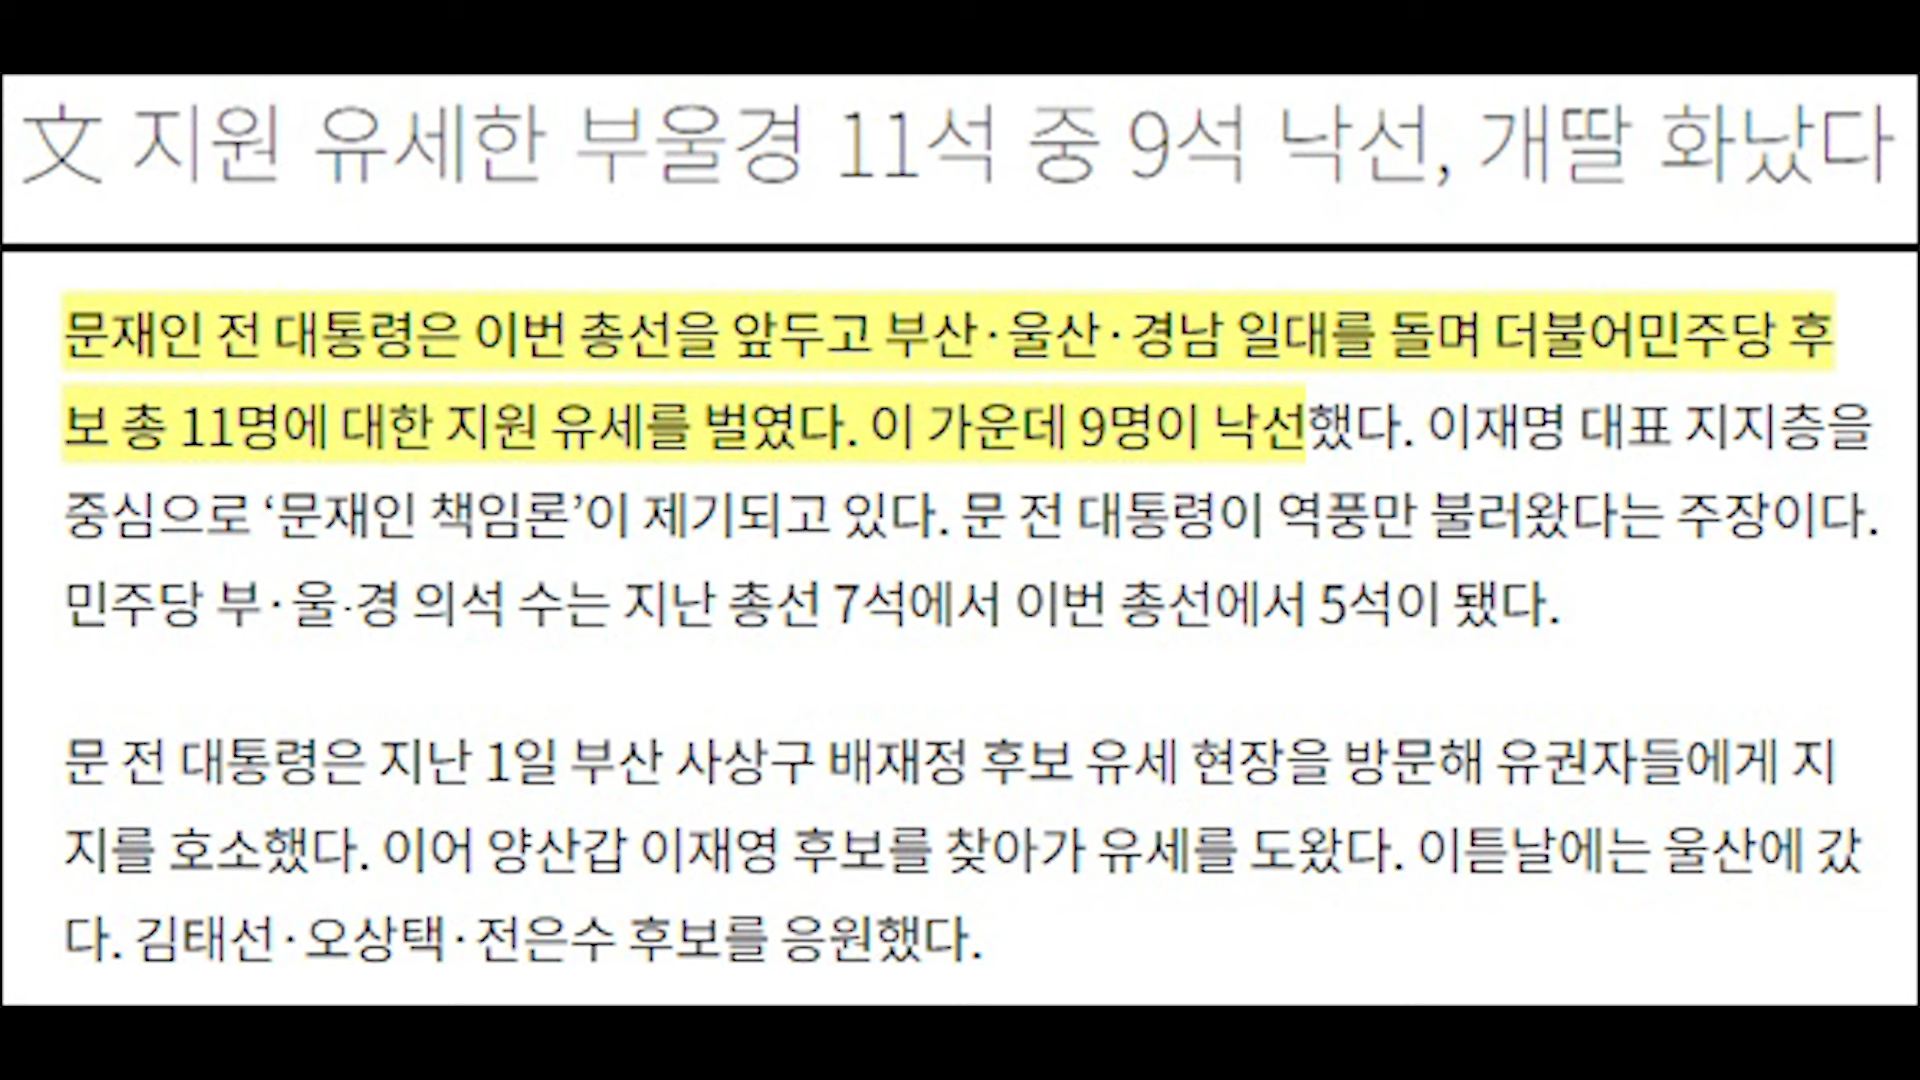 文 지원 유세한 부울경 11석 중 9석 낙선, 개딸 화났다
문재인 전 대통령은 이번 총선을 앞두고 부산·울산·경남 일대를 돌며 더불어민주당 후
보 총 11명에 대한 지원 유세를 벌였다. 이 가운데 9명이 낙선했다. 이재명 대표 지지층을
중심으로 ‘문재인 책임론’이 제기되고 있다. 문 전 대통령이 역풍만 불러왔다는 주장이다.
민주당 부·울·경 의석 수는 지난 총선 7석에서 이번 총선에서 5석이 됐다.
문 전 대통령은 지난 1일 부산 사상구 배재정 후보 유세 현장을 방문해 유권자들에게 지
지를 호소했다. 이어 양산갑 이재영 후보를 찾아가 유세를 도왔다. 이튿날에는 울산에 갔
다. 김태선·오상택·전은수 후보를 응원했다.